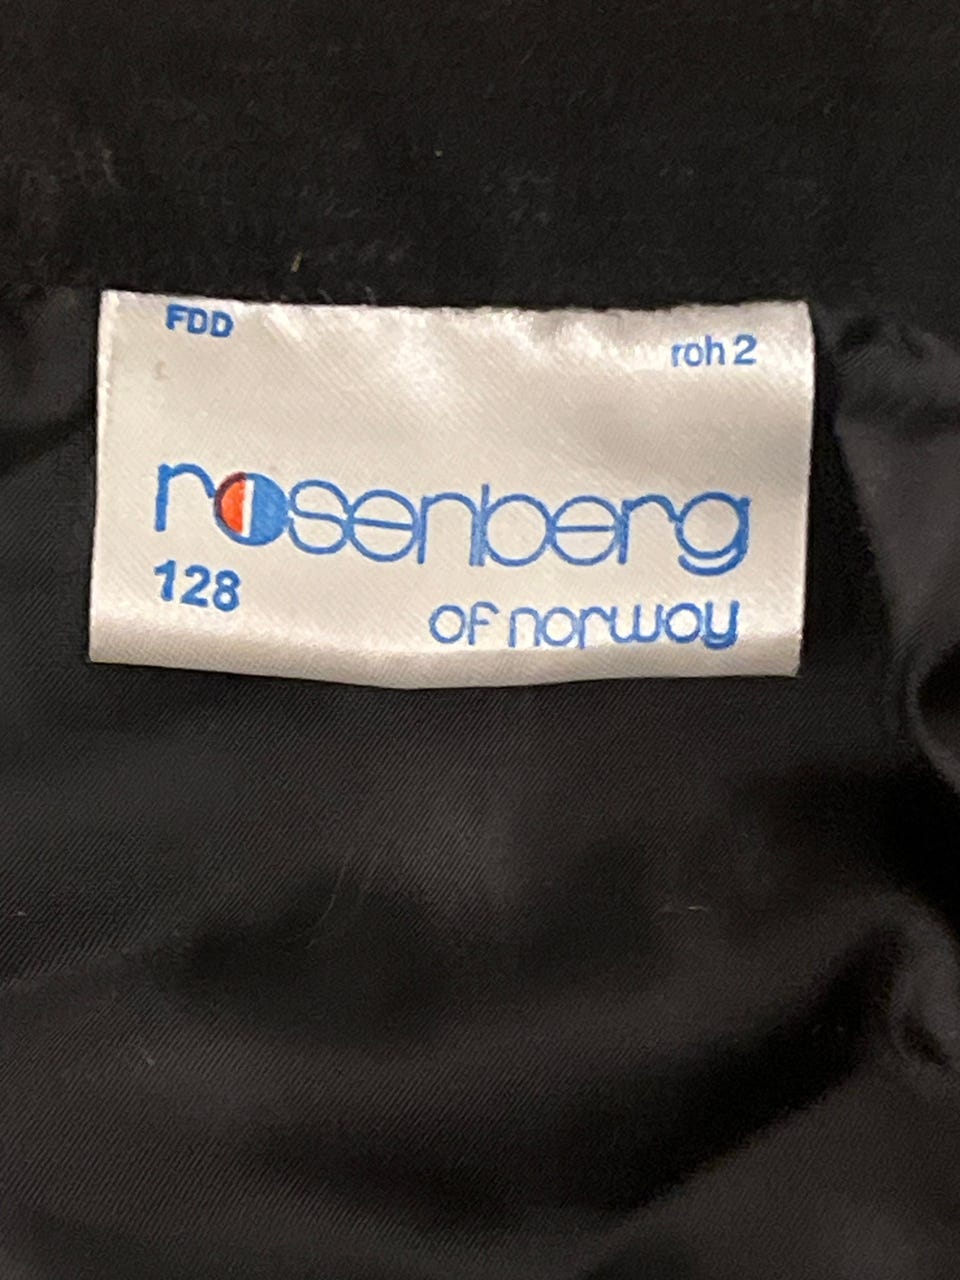 FDD
roh 2
rosenberg
128
of norway